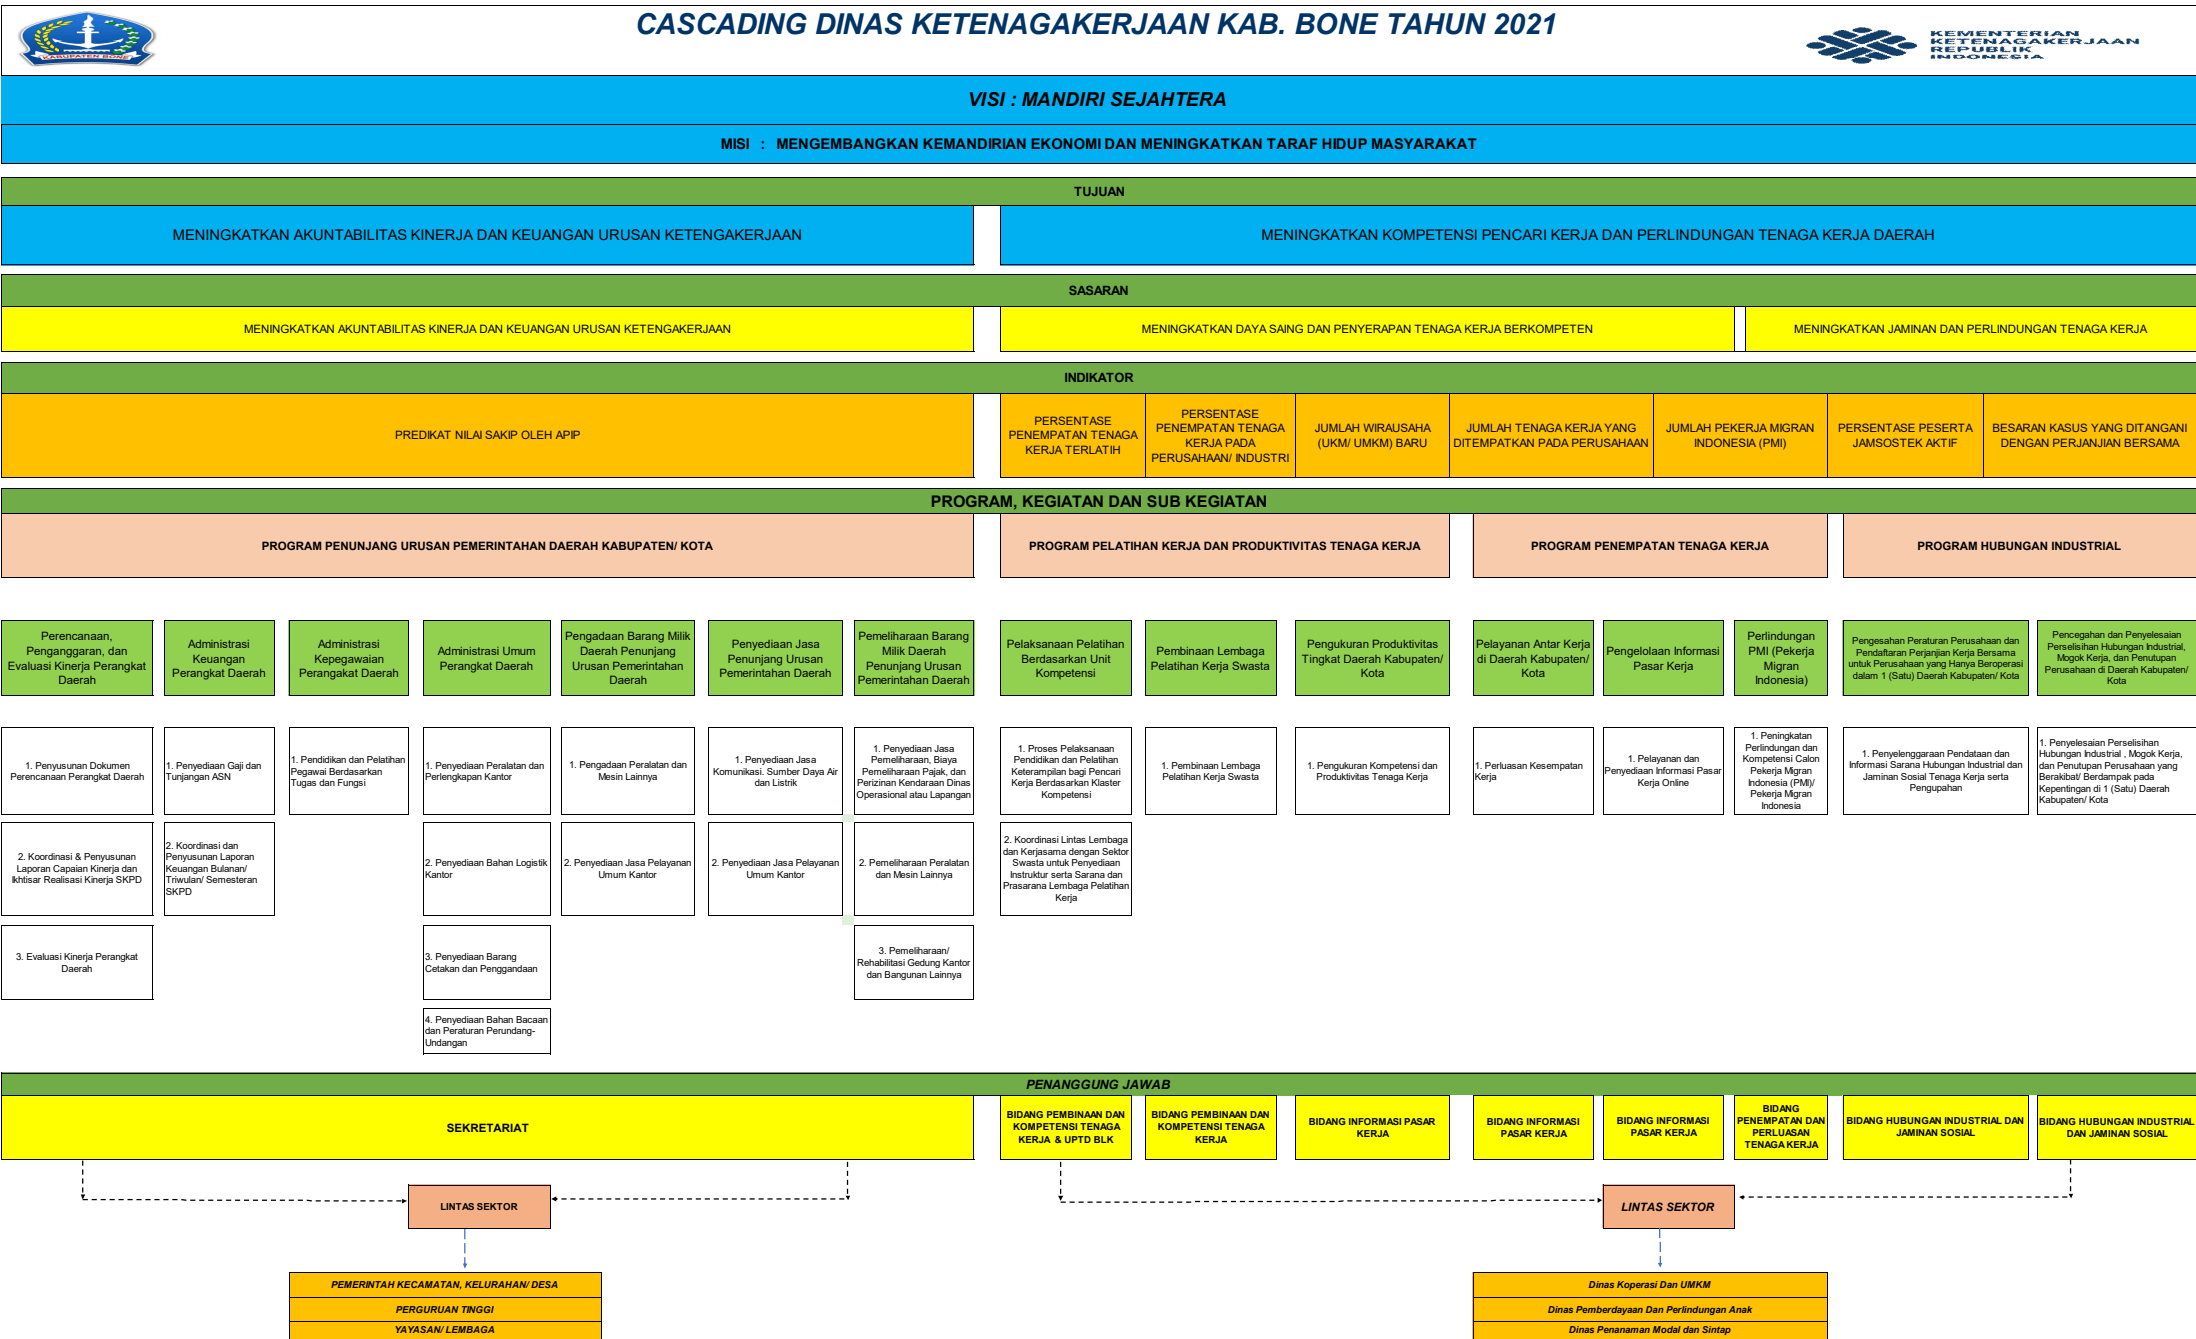 CASCADING DINAS KETENAGAKERJAAN KAB. BONE TAHUN 2021
KABUPATEN BONE
KEMENTERIAN
KETENAGAKERJAAN
REPUBLIK
INDONESIA
VISI : MANDIRI SEJAHTERA
MISI : MENGEMBANGKAN KEMANDIRIAN EKONOMI DAN MENINGKATKAN TARAF HIDUP MASYARAKAT
TUJUAN
MENINGKATKAN AKUNTABILITAS KINERJA DAN KEUANGAN URUSAN KETENGAKERJAAN
MENINGKATKAN KOMPETENSI PENCARI KERJA DAN PERLINDUNGAN TENAGA KERJA DAERAH
SASARAN
MENINGKATKAN AKUNTABILITAS KINERJA DAN KEUANGAN URUSAN KETENGAKERJAAN
MENINGKATKAN DAYA SAING DAN PENYERAPAN TENAGA KERJA BERKOMPETEN
MENINGKATKAN JAMINAN DAN PERLINDUNGAN TENAGA KERJA
INDIKATOR
PREDIKAT NILAI SAKIP OLEH APIP
PERSENTASE
PENEMPATAN TENAGA
KERJA TERLATIH
PERSENTASE
PENEMPATAN TENAGA
KERJA PADA
PERUSAHAAN/ INDUSTRI
JUMLAH WIRAUSAHA
(UKM/ UMKM) BARU
JUMLAH TENAGA KERJA YANG
DITEMPATKAN PADA PERUSAHAAN
JUMLAH PEKERJA MIGRAN
INDONESIA (PMI)
PERSENTASE PESERTA
JAMSOSTEK AKTIF
BESARAN KASUS YANG DITANGANI
DENGAN PERJANJIAN BERSAMA
PROGRAM, KEGIATAN DAN SUB KEGIATAN
PROGRAM PENUNJANG URUSAN PEMERINTAHAN DAERAH KABUPATEN/ KOTA
PROGRAM PELATIHAN KERJA DAN PRODUKTIVITAS TENAGA KERJA
PROGRAM PENEMPATAN TENAGA KERJA
PROGRAM HUBUNGAN INDUSTRIAL
Perencanaan,
Penganggaran, dan
Evaluasi Kinerja Perangkat
Daerah
Administrasi
Keuangan
Perangkat Daerah
Administrasi
Kepegawaian
Perangakat Daerah
Administrasi Umum
Perangkat Daerah
Pengadaan Barang Milik
Daerah Penunjang
Urusan Pemerintahan
Daerah
Penyediaan Jasa
Penunjang Urusan
Pemerintahan Daerah
Pemeliharaan Barang
Milik Daerah
Penunjang Urusan
Pemerintahan Daerah
Pelaksanaan Pelatihan
Berdasarkan Unit
Kompetensi
Pembinaan Lembaga
Pelatihan Kerja Swasta
Pengukuran Produktivitas
Tingkat Daerah Kabupaten/
Kota
Pelayanan Antar Kerja
di Daerah Kabupaten/
Kota
Pengelolaan Informasi
Pasar Kerja
Perlindungan
PMI (Pekerja
Migran
Indonesia)
Pengesahan Peraturan Perusahaan dan
Pendaftaran Perjanjian Kerja Bersama
untuk Perusahaan yang Hanya Beroperasi
dalam 1 (Satu) Daerah Kabupaten/ Kota
Pencegahan dan Penyelesaian
Perselisihan Hubungan Industrial,
Mogok Kerja, dan Penutupan
Perusahaan di Daerah Kabupaten/
Kota
1. Penyusunan Dokumen
Perencanaan Perangkat Daerah
1. Penyediaan Gaji dan
Tunjangan ASN
1. Pendidikan dan Pelatihan
Pegawai Berdasarkan
Tugas dan Fungsi
1. Penyediaan Peralatan dan
Perlengkapan Kantor
1. Pengadaan Peralatan dan
Mesin Lainnya
1. Penyediaan Jasa
Komunikasi. Sumber Daya Air
dan Listrik
1. Penyediaan Jasa
Pemeliharaan, Biaya
Pemeliharaan Pajak, dan
Perizinan Kendaraan Dinas
Operasional atau Lapangan
1. Proses Pelaksanaan
Pendidikan dan Pelatihan
Keterampilan bagi Pencari
Kerja Berdasarkan Klaster
Kompetensi
1. Pembinaan Lembaga
Pelatihan Kerja Swasta
1. Pengukuran Kompetensi dan
Produktivitas Tenaga Kerja
1. Perluasan Kesempatan
Kerja
1. Pelayanan dan
Penyediaan Informasi Pasar
Kerja Online
1. Peningkatan
Perlindungan dan
Kompetensi Calon
Pekerja Migran
Indonesia (PMI)/
Pekerja Migran
Indonesia
1. Penyelenggaraan Pendataan dan
Informasi Sarana Hubungan Industrial dan
Jaminan Sosial Tenaga Kerja serta
Pengupahan
1. Penyelesaian Perselisihan
Hubungan Industrial , Mogok Kerja,
dan Penutupan Perusahaan yang
Berakibat/ Berdampak pada
Kepentingan di 1 (Satu) Daerah
Kabupaten/ Kota
2. Koordinasi & Penyusunan
Laporan Capaian Kinerja dan
Ikhtisar Realisasi Kinerja SKPD
2. Koordinasi dan
Penyusunan Laporan
Keuangan Bulanan/
Triwulan/ Semesteran
SKPD
2. Penyediaan Bahan Logistik
Kantor
2. Penyediaan Jasa Pelayanan
Umum Kantor
2. Penyediaan Jasa Pelayanan
Umum Kantor
2. Pemeliharaan Peralatan
dan Mesin Lainnya
2. Koordinasi Lintas Lembaga
dan Kerjasama dengan Sektor
Swasta untuk Penyediaan
Instruktur serta Sarana dan
Prasarana Lembaga Pelatihan
Kerja
3. Evaluasi Kinerja Perangkat
Daerah
3. Penyediaan Barang
Cetakan dan Penggandaan
3. Pemeliharaan/
Rehabilitasi Gedung Kantor
dan Bangunan Lainnya
4. Penyediaan Bahan Bacaan
dan Peraturan Perundang-
Undangan
PENANGGUNG JAWAB
SEKRETARIAT
BIDANG PEMBINAAN DAN
KOMPETENSI TENAGA
KERJA & UPTD BLK
BIDANG PEMBINAAN DAN
KOMPETENSI TENAGA
KERJA
BIDANG INFORMASI PASAR
KERJA
BIDANG INFORMASI
PASAR KERJA
BIDANG INFORMASI
PASAR KERJA
BIDANG
PENEMPATAN DAN
PERLUASAN
TENAGA KERJA
BIDANG HUBUNGAN INDUSTRIAL DAN
JAMINAN SOSIAL
BIDANG HUBUNGAN INDUSTRIAL
DAN JAMINAN SOSIAL
LINTAS SEKTOR
LINTAS SEKTOR
PEMERINTAH KECAMATAN, KELURAHAN/ DESA
PERGURUAN TINGGI
YAYASAN/ LEMBAGA
Dinas Koperasi Dan UMKM
Dinas Pemberdayaan Dan Perlindungan Anak
Dinas Penanaman Modal dan Sintap